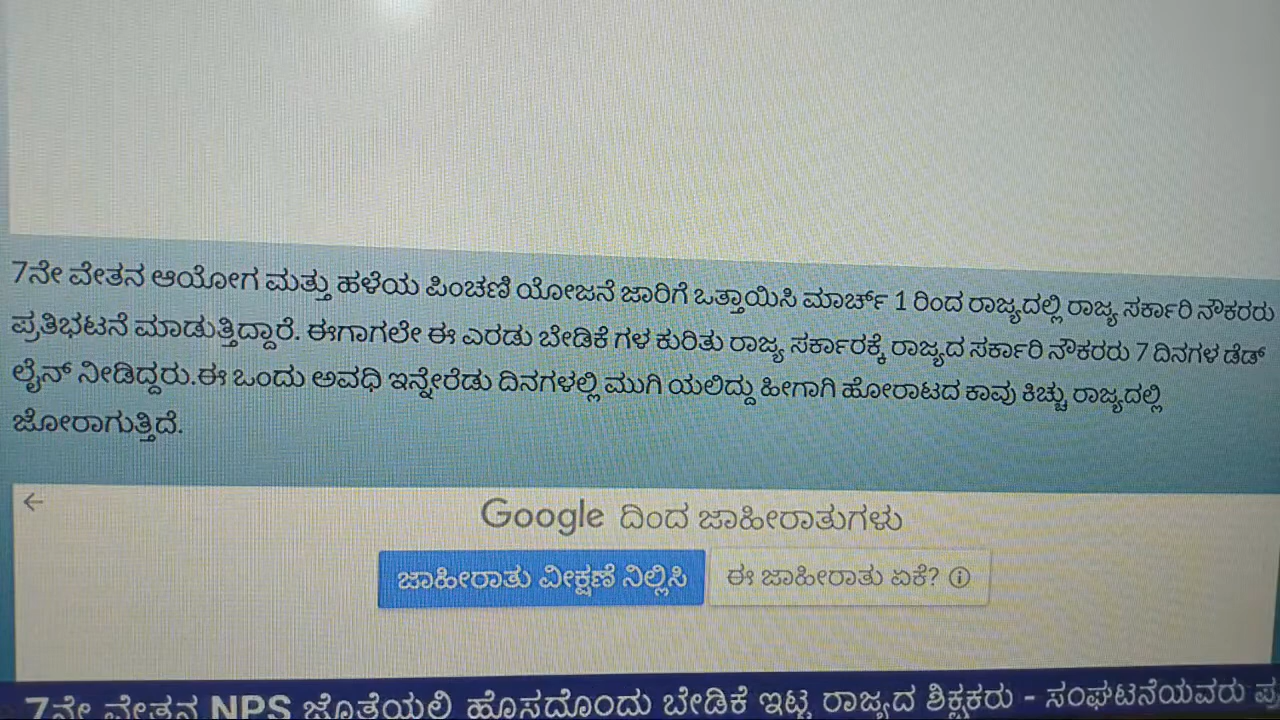 7ನೇ ವೇತನ ಆಯೋಗ ಮತ್ತು ಹಳೆಯ ಪಿಂಚಣಿ ಯೋಜನೆ ಜಾರಿಗೆ ಒತ್ತಾಯಿಸಿ ಮಾರ್ಚ್ 1 ರಿಂದ ರಾಜ್ಯದಲ್ಲಿ ರಾಜ್ಯ ಸರ್ಕಾರಿ ನೌಕರರು
ಪ್ರತಿಭಟನೆ ಮಾಡುತ್ತಿದ್ದಾರೆ. ಈಗಾಗಲೇ ಈ ಎರಡು ಬೇಡಿಕೆ ಗಳ ಕುರಿತು ರಾಜ್ಯ ಸರ್ಕಾರಕ್ಕೆ ರಾಜ್ಯದ ಸರ್ಕಾರಿ ನೌಕರರು 7 ದಿನಗಳ ಡೆಡ್
ಲೈನ್ ನೀಡಿದ್ದರು.ಈ ಒಂದು ಅವಧಿ ಇನ್ನೇರೆಡು ದಿನಗಳಲ್ಲಿ ಮುಗಿ ಯಲಿದ್ದು ಹೀಗಾಗಿ ಹೋರಾಟದ ಕಾವು ಕಿಚ್ಚು ರಾಜ್ಯದಲ್ಲಿ
ಜೋರಾಗುತ್ತಿದೆ.
Google ದಿಂದ ಜಾಹೀರಾತುಗಳು
ಜಾಹೀರಾತು ವೀಕ್ಷಣೆ ನಿಲ್ಲಿಸಿ ಈ ಜಾಹೀರಾತು ಏಕೆ?
7ನೇ ವೇತನ NPS ಜೊತೆಯಲಿ ಹೊಸದೊಂದು ಬೇಡಿಕೆ ಇಟ್ಟ ರಾಜ್ಯದ ಶಿಕ್ಷಕರು - ಸಂಘಟನೆಯವರು